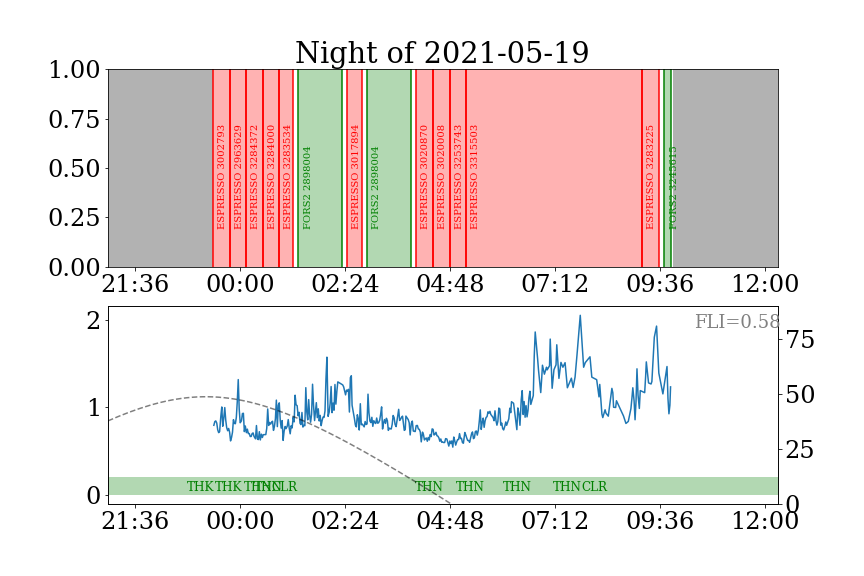 Night of 2021-05-19
1.00
0.75
0.50
0.25
0.00
ESPRESSO 3002793
ESPRESSO 2963629
ESPRESSO 3284372
ESPRESSO 3284000
ESPRESSO 3283534
FORS2 2898004
ESPRESSO 3017894
FORS2 2898004
ESPRESSO 3020870
ESPRESSO 3020008
ESPRESSO 3253743
ESPRESSO 3315503
ESPRESSO 3283225
FORS2 3243615
21:36 00:00 02:24 04:48 07:12 09:36 12:00
FLI=0.58
2
1
0
75
50
25
0
THK THK THN THN CLR THN THN THN THN CLR
21:36 00:00 02:24 04:48 07:12 09:36 12:00